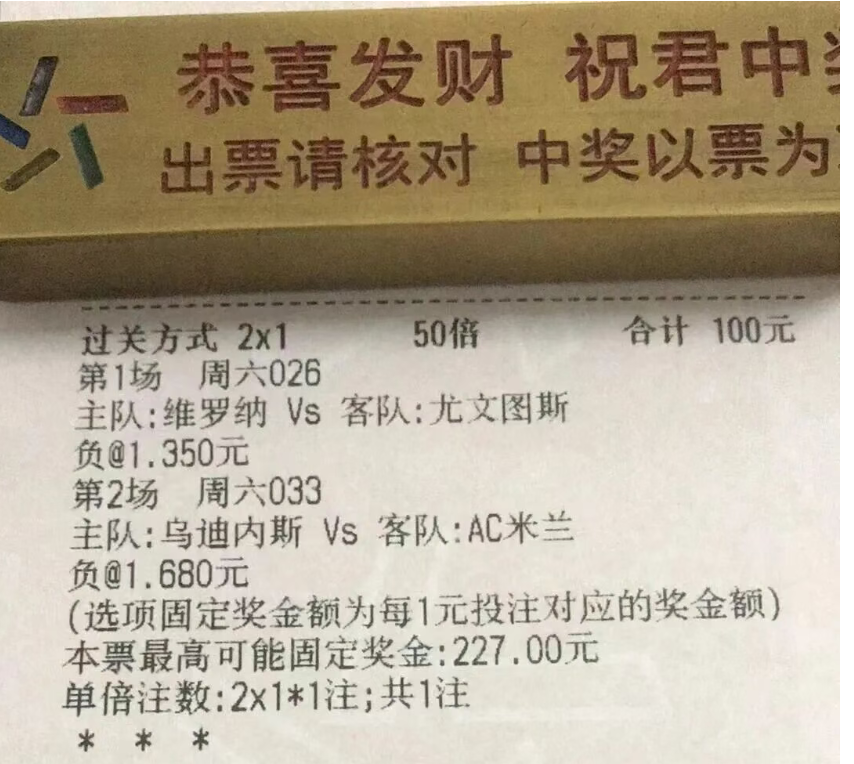 恭喜发财 祝君中
出票请核对 中奖以票为
过关方式 2x1 50倍 合计 100元
第1场 周六026
主队:维罗纳 Vs 客队:尤文图斯
负@1.350元
第2场 周六033
主队:乌迪内斯 Vs 客队:AC米兰
负@1.680元
(选项固定奖金额为每1元投注对应的奖金额)
本票最高可能固定奖金:227.00元
单倍注数:2x1*1注;共1注
* * *